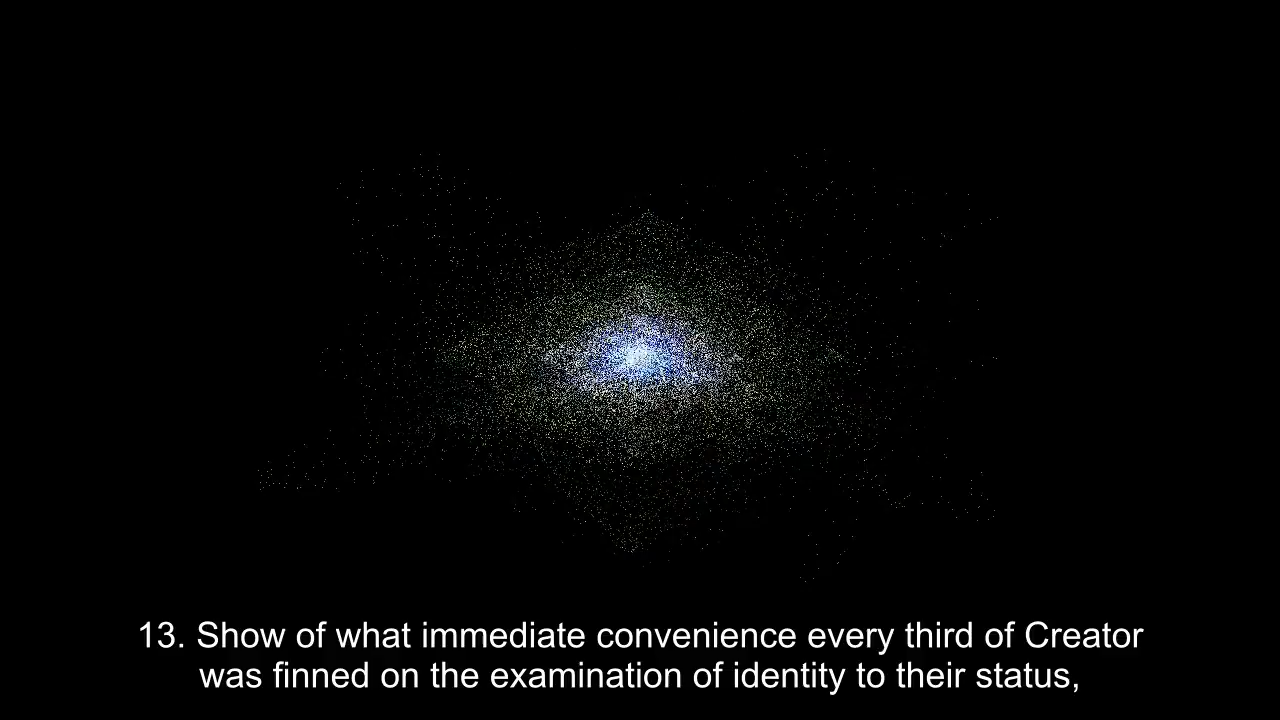 13. Show of what immediate convenience every third of Creator
was finned on the examination of identity to their status,